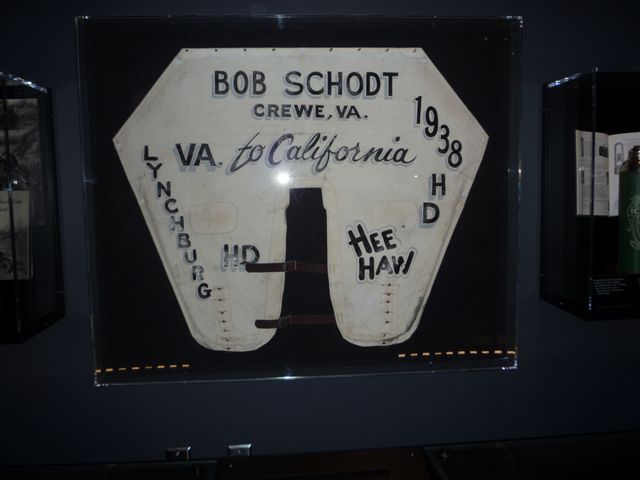 BOB SCHODT
CREWE, VA.
VA. to California
LYNCHBURG
HD
1938
HD
HEE
HAW